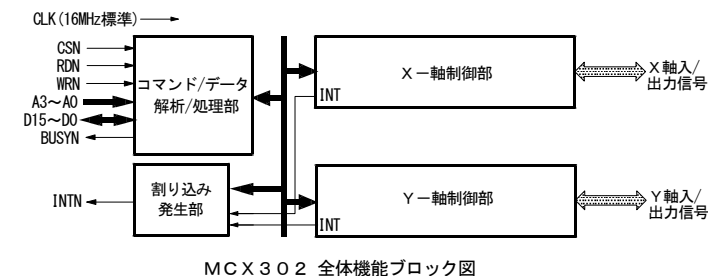 CLK(16MHz標準)
CSN
RDN
WRN
A3～A0
D15～D0
BUSYN
コマンド/データ
解析/処理部
X－軸制御部
INT
X軸入/
出力信号
INTN
割り込み
発生部
Y－軸制御部
INT
Y軸入/
出力信号
MCX302 全体機能ブロック図